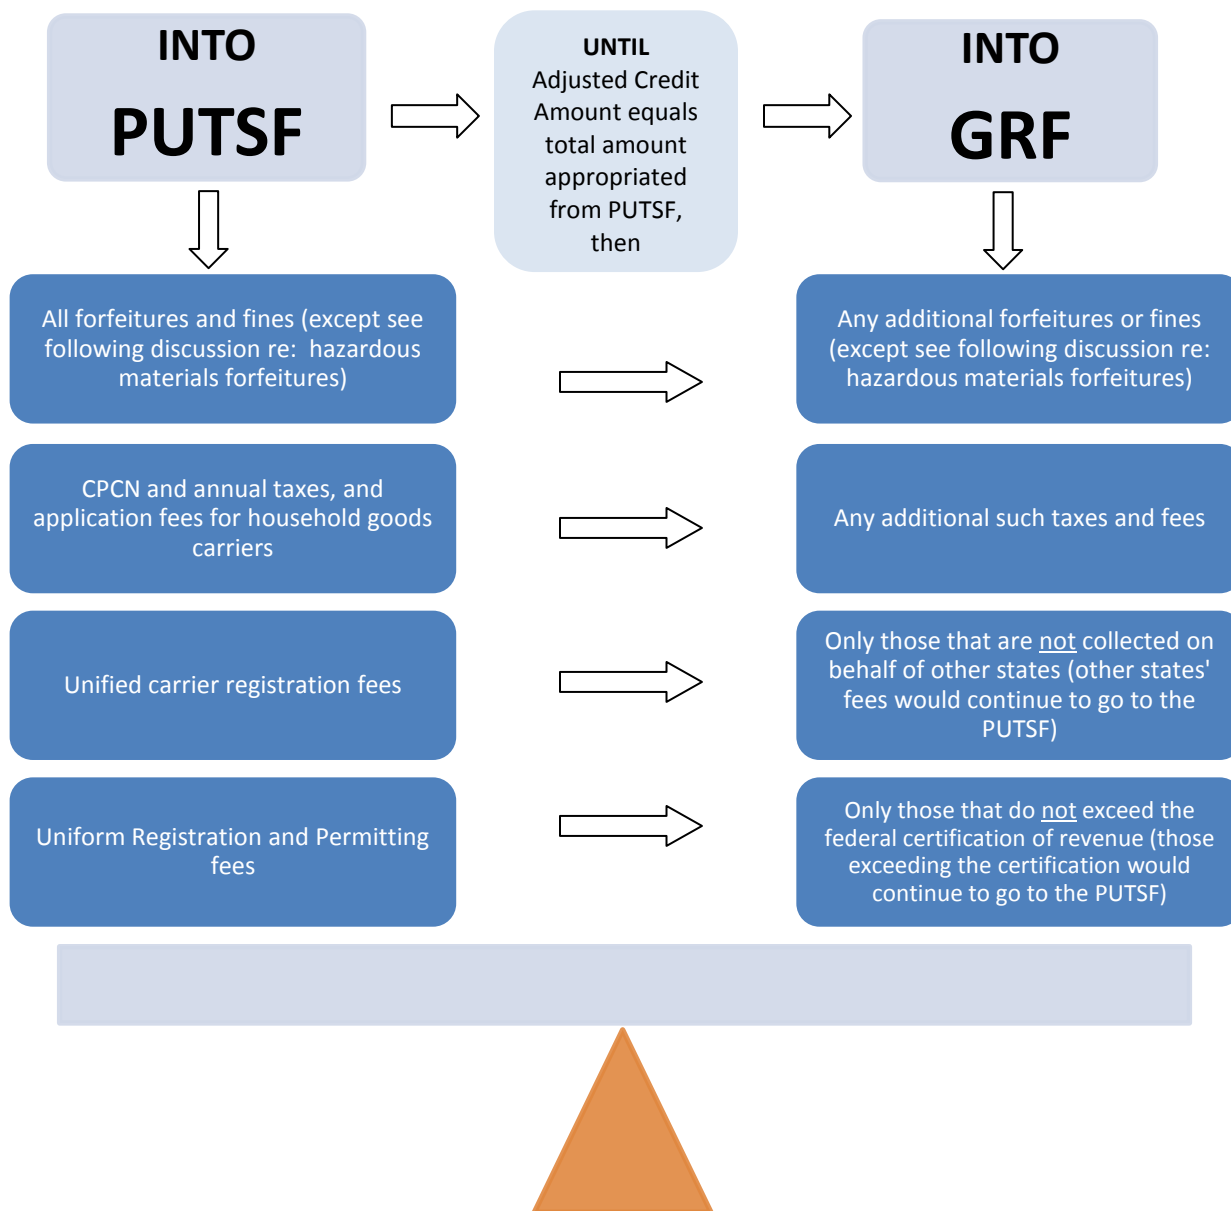 INTO
PUTSF
UNTIL
Adjusted Credit
Amount equals
total amount
appropriated
from PUTSF,
then
INTO
GRF
All forfeitures and fines (except see
following discussion re:  hazardous
materials forfeitures)
Any additional forfeitures or fines
(except see following discussion re:
hazardous materials forfeitures)
CPCN and annual taxes, and
application fees for household goods
carriers
Any additional such taxes and fees
Unified carrier registration fees
Only those that are not collected on
behalf of other states (other states'
fees would continue to go to the
PUTSF)
Uniform Registration and Permitting
fees
Only those that do not exceed the
federal certification of revenue (those
exceeding the certification would
continue to go to the PUTSF)